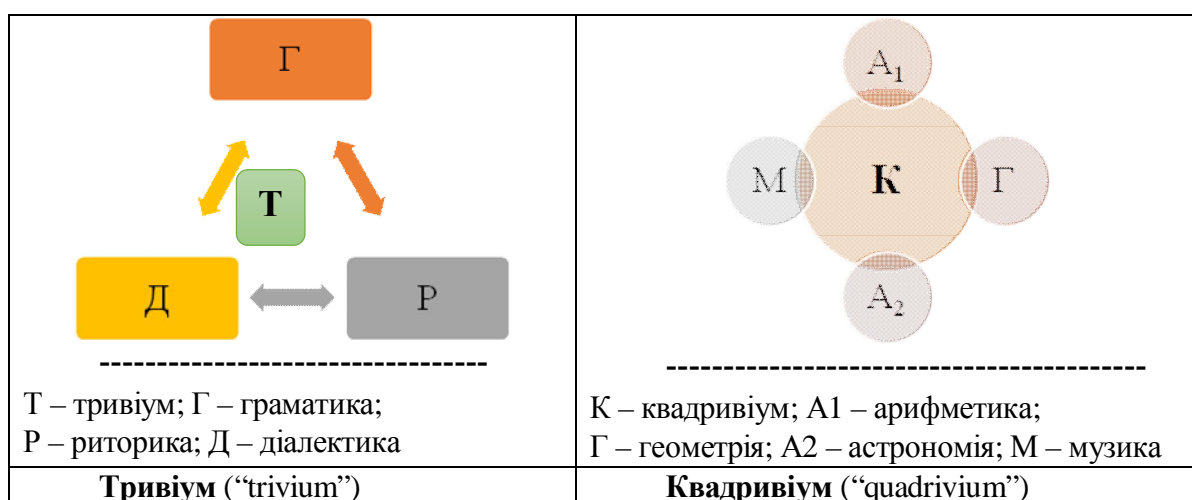 Г
Т
Д
Р
-----------------------------------
Т – тривіум; Г – граматика;
Р – риторика; Д – діалектика
Тривіум (“trivium”)
А1
М
К
Г
А2
-------------------------------------------
К – квадривіум; А1 – арифметика;
Г – геометрія; А2 – астрономія; М – музика
Квадривіум (“quadrivium”)